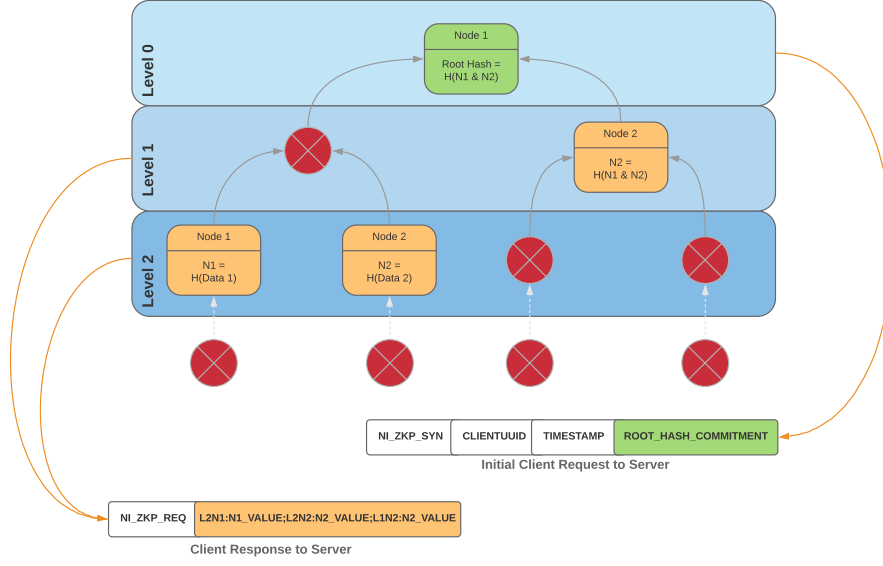 Level 0
Node 1
Root Hash =
H(N1 & N2)
Level 1
Node 2
N2 =
H(N1 & N2)
Level 2
Node 1
N1 =
H(Data 1)
Node 2
N2 =
H(Data 2)
NI_ZKP_SYN CLIENTUUID TIMESTAMP ROOT_HASH_COMMITMENT
Initial Client Request to Server
NI_ZKP_REQ L2N1:N1_VALUE;L2N2:N2_VALUE;L1N2:N2_VALUE
Client Response to Server